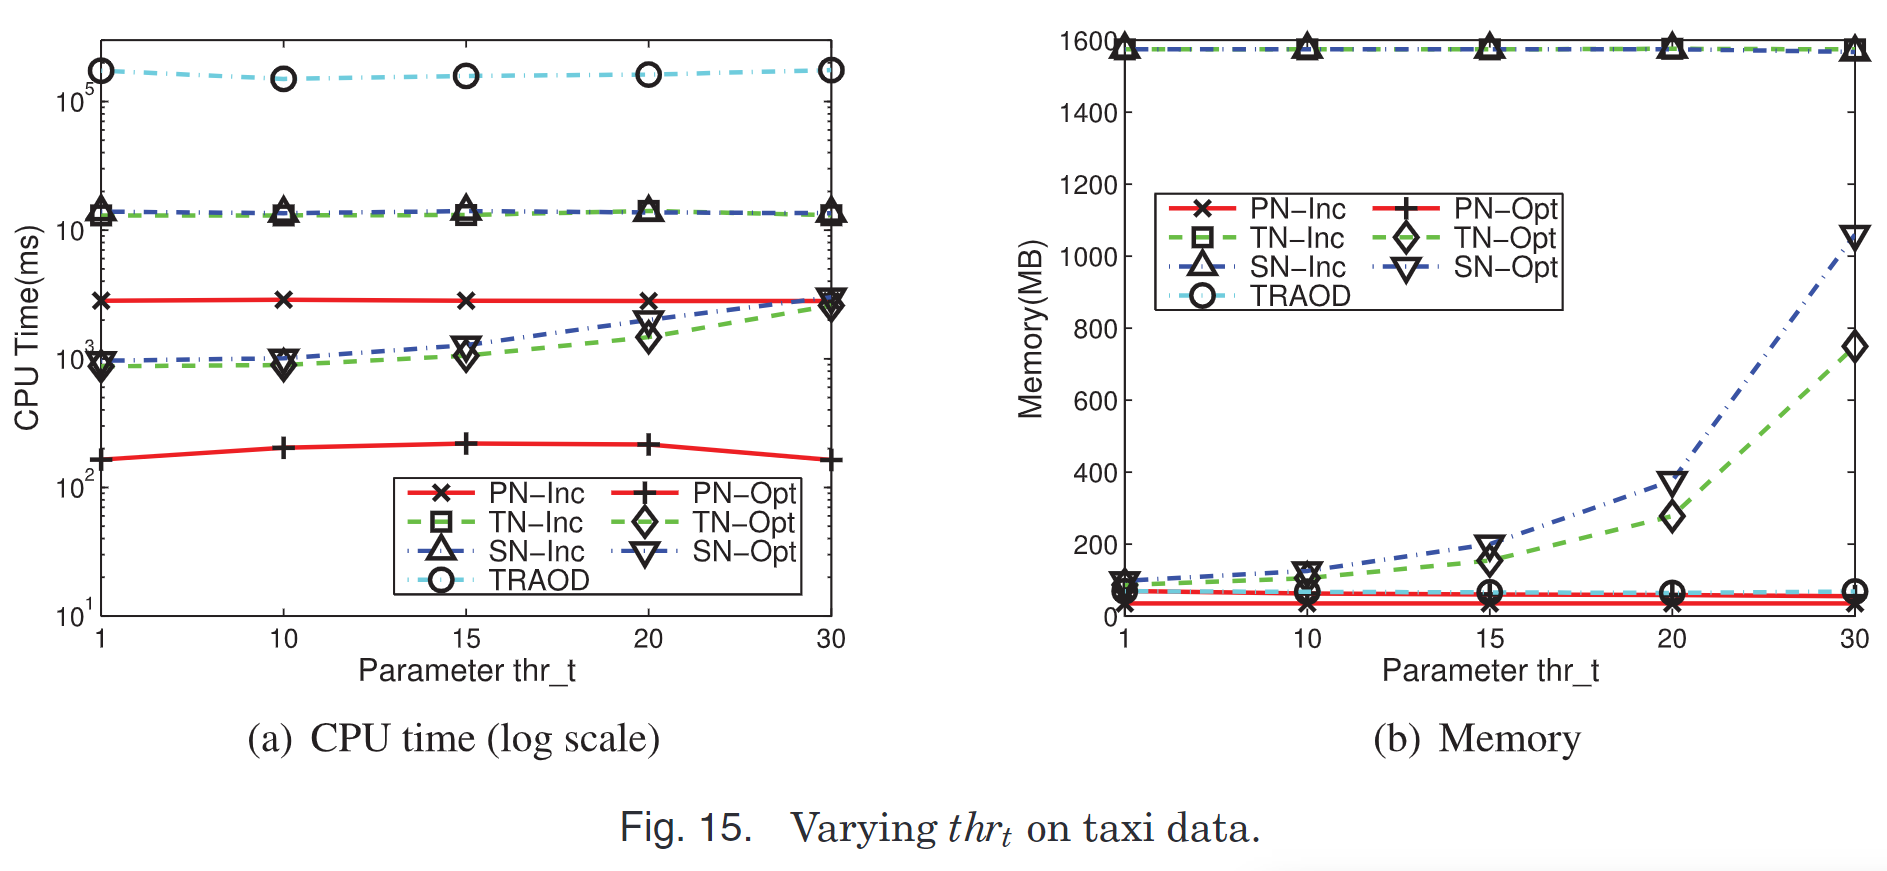 10^5
10
10^3
10^2
10^1
CPU Time(ms)
1 10 15 20 30
Parameter thr_t
PN–Inc PN–Opt
TN–Inc TN–Opt
SN–Inc SN–Opt
TRAOD
(a) CPU time (log scale)
1600
1400
1200
1000
800
600
400
200
0
Memory(MB)
1 10 15 20 30
Parameter thr_t
PN–Inc PN–Opt
TN–Inc TN–Opt
SN–Inc SN–Opt
TRAOD
(b) Memory
Fig. 15. Varying thr_t on taxi data.